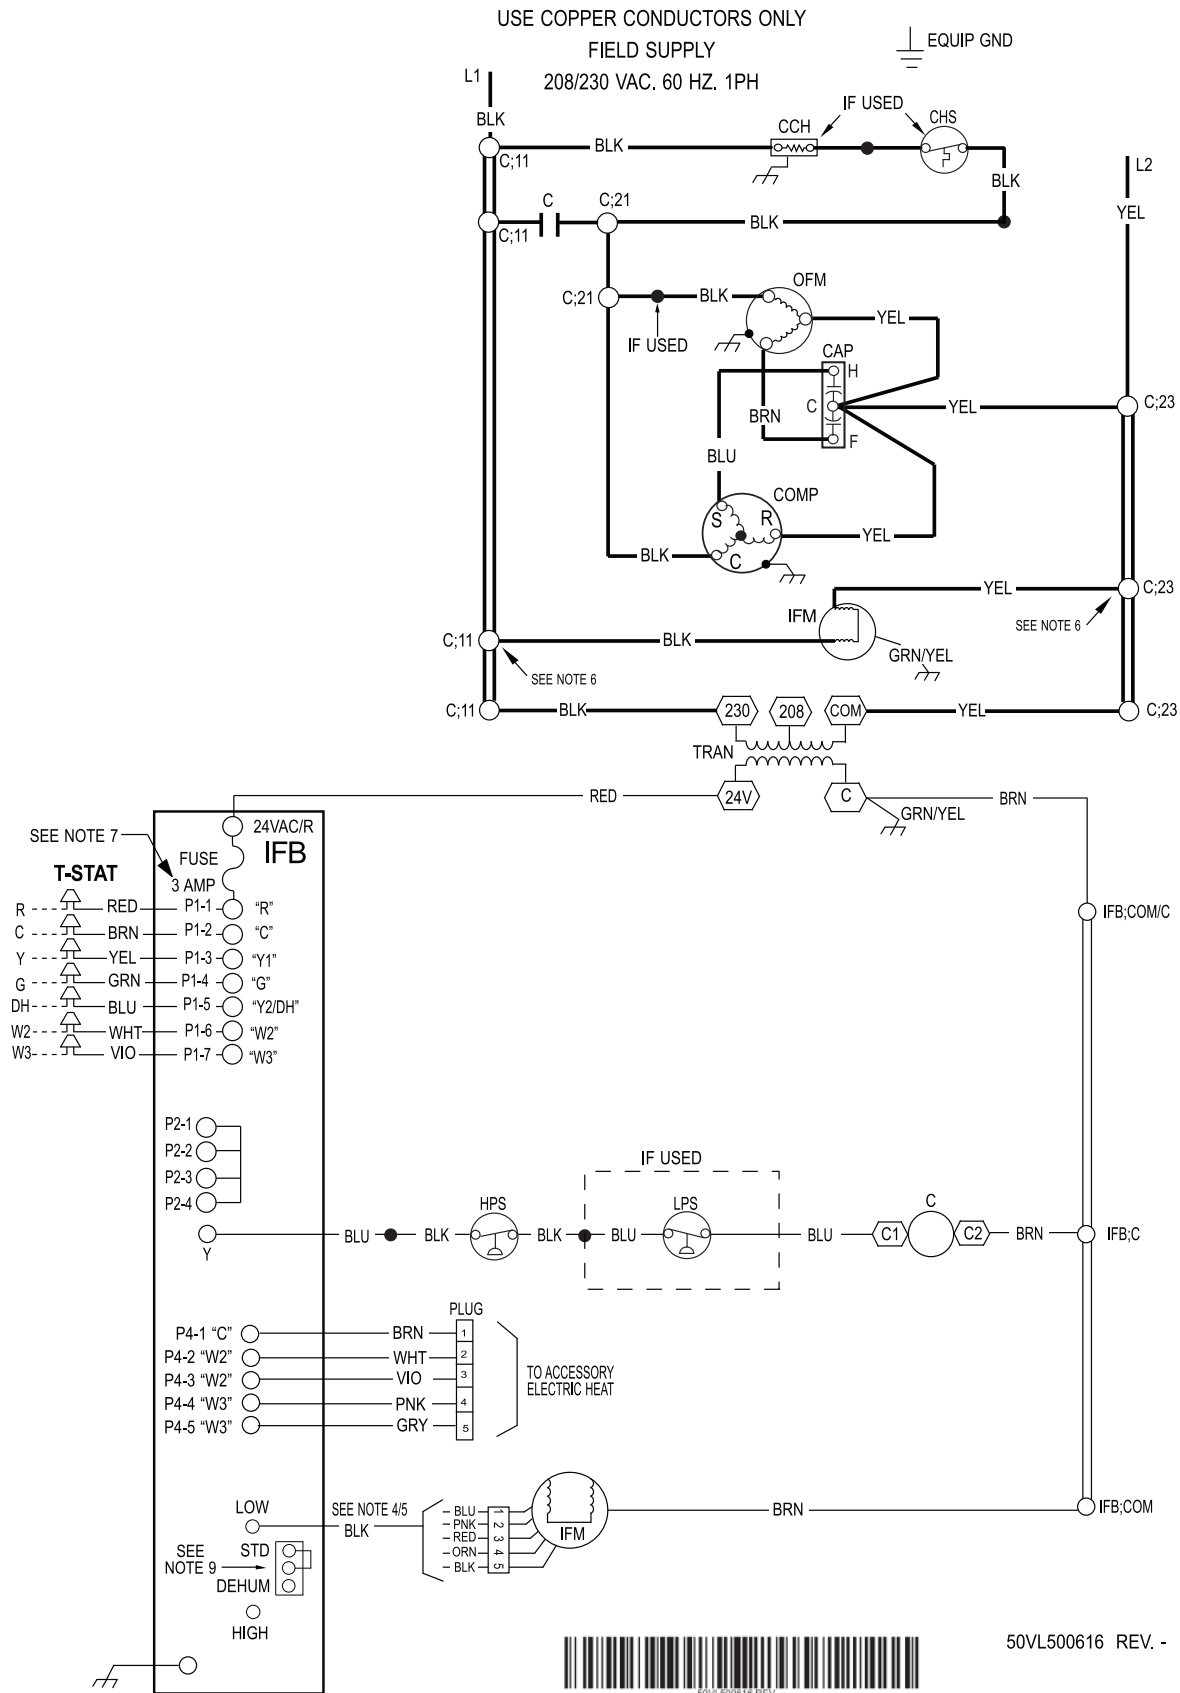 USE COPPER CONDUCTORS ONLY
FIELD SUPPLY
208/230 VAC. 60 HZ. 1PH
EQUIP GND
L1
BLK
IF USED
CCH
CHS
BLK
C;11
BLK
L2
YEL
C
C;21
C;11
BLK
OFM
C;21
BLK
YEL
IF USED
CAP
H
C
F
BRN
YEL
C;23
BLU
COMP
S
R
C
YEL
BLK
YEL
C;23
IFM
SEE NOTE 6
C;11
BLK
GRN/YEL
SEE NOTE 6
C;11
BLK
230
208
COM
YEL
C;23
TRAN
RED
24V
C
GRN/YEL
BRN
SEE NOTE 7
24VAC/R
IFB
FUSE
3 AMP
T-STAT
R RED P1-1 "R"
C BRN P1-2 "C"
Y YEL P1-3 "Y1"
G GRN P1-4 "G"
DH BLU P1-5 "Y2/DH"
W2 WHT P1-6 "W2"
W3 VIO P1-7 "W3"
IFB;COM/C
P2-1
P2-2
P2-3
P2-4
Y
IF USED
HPS
LPS
C
BLU
BLK
BLK
BLU
BLU
C1
C2
BRN
IFB;C
PLUG
P4-1 "C" BRN 1
P4-2 "W2" WHT 2
P4-3 "W2" VIO 3
P4-4 "W3" PNK 4
P4-5 "W3" GRY 5
TO ACCESSORY
ELECTRIC HEAT
LOW
SEE NOTE 4/5
BLK
BLU 1
PNK 2
RED 3
ORN 4
BLK 5
IFM
BRN
IFB;COM
SEE
NOTE 9
STD
DEHUM
HIGH
50VL500616 REV. -
50VL500616 REV